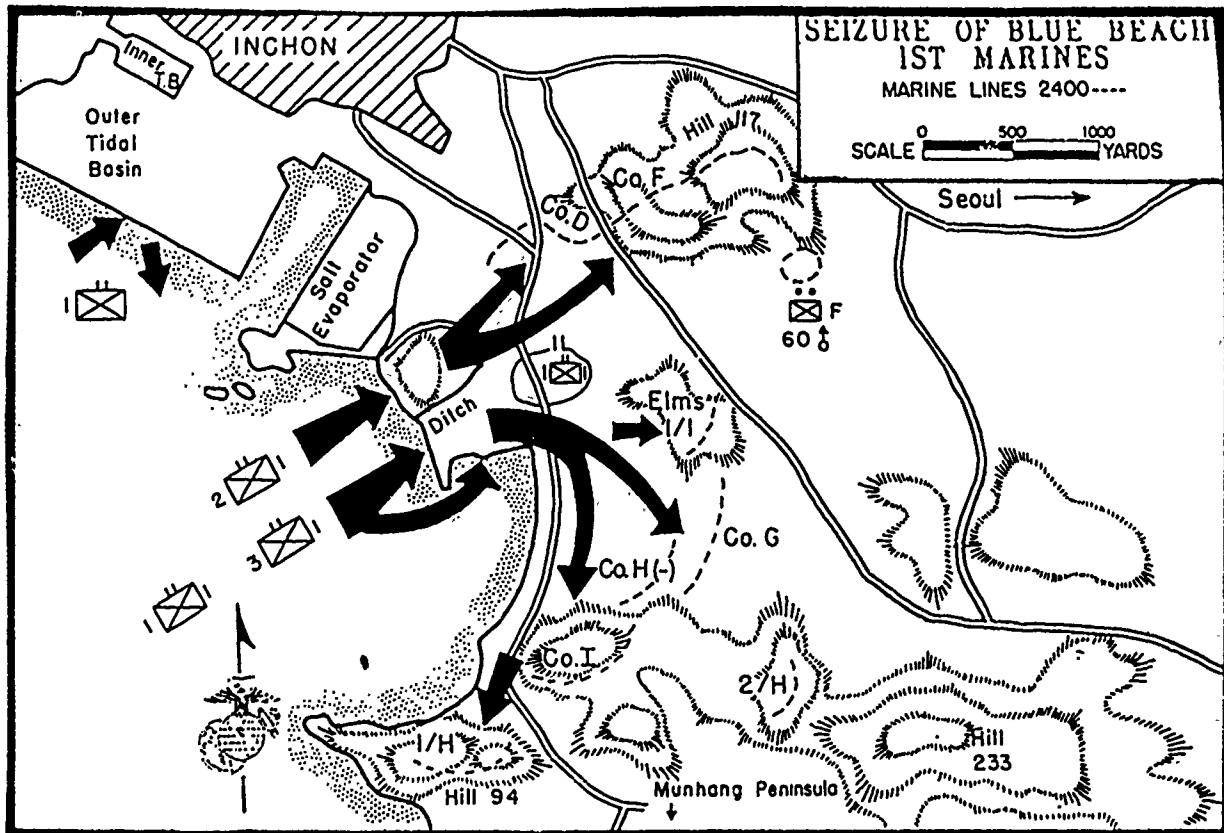 SEIZURE OF BLUE BEACH
1ST MARINES
MARINE LINES 2400----
0 500 1000
SCALE YARDS
INCHON
Inner
T.B
Outer
Tidal
Basin
Salt
Evaporator
Hill 117
Co. F
Co. D
Seoul
F
60
1
Ditch
Elms
1/1
2
3
1
Co. G
Co. H (-)
Co. I
2/H
1/H
Hill 94
Hill
233
Munhang Peninsula
N